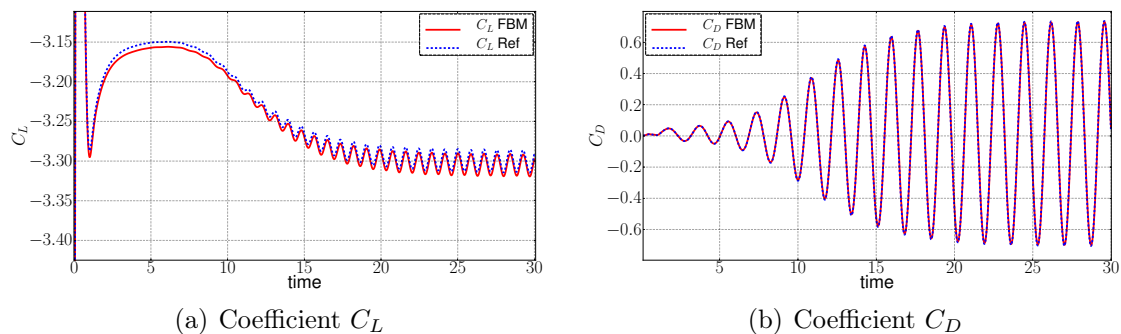 C_L FBM
C_L Ref
−3.15
−3.20
−3.25
−3.30
−3.35
−3.40
C_L
0 5 10 15 20 25 30
time
(a) Coefficient C_L
C_D FBM
C_D Ref
0.6
0.4
0.2
0.0
−0.2
−0.4
−0.6
C_D
5 10 15 20 25 30
time
(b) Coefficient C_D